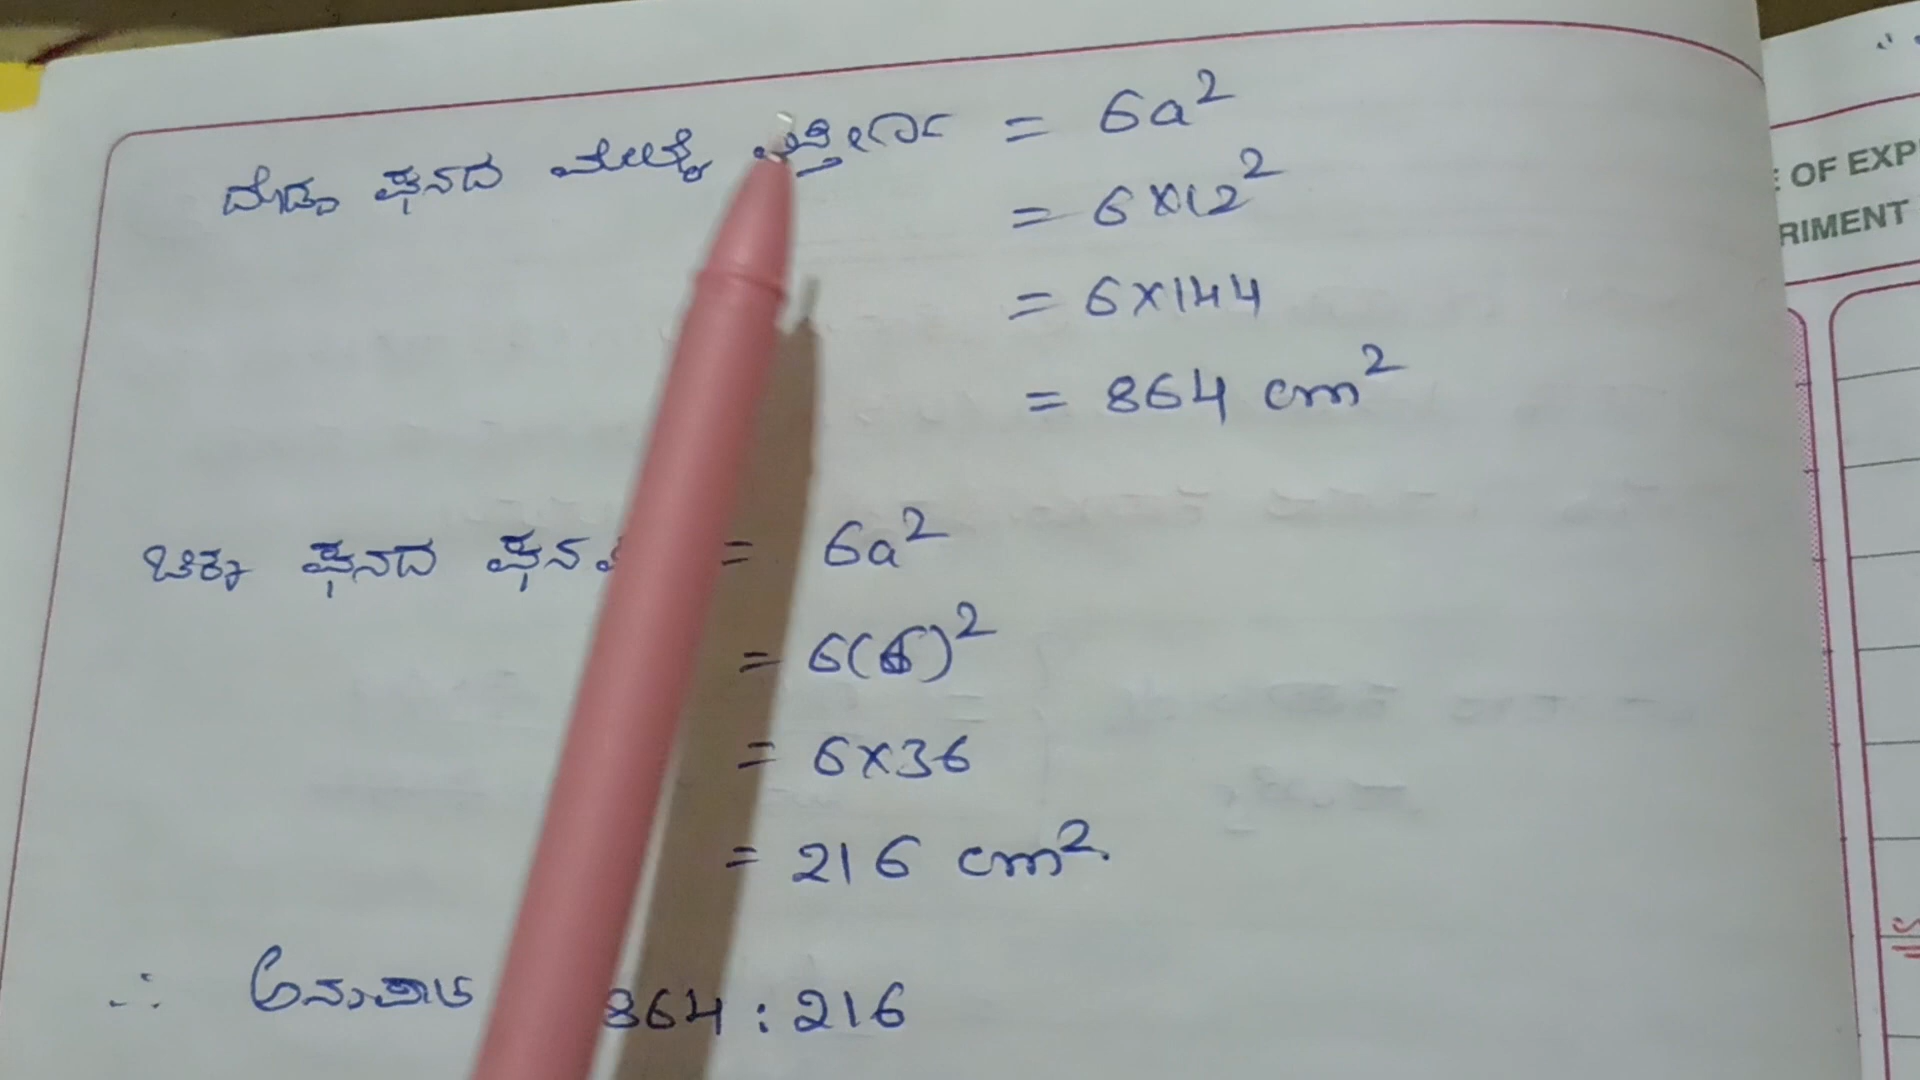 ದೊಡ್ಡ ಘನದ ಮೇಲ್ಮೈ ವಿಸ್ತೀರ್ಣ = 6a²
= 6×12²
= 6×144
= 864 cm²
ಚಿಕ್ಕ ಘನದ ಘನ = 6a²
= 6(6)²
= 6×36
= 216 cm².
∴ ಅನುಪಾತ 864 : 216
OF EXP
RIMENT